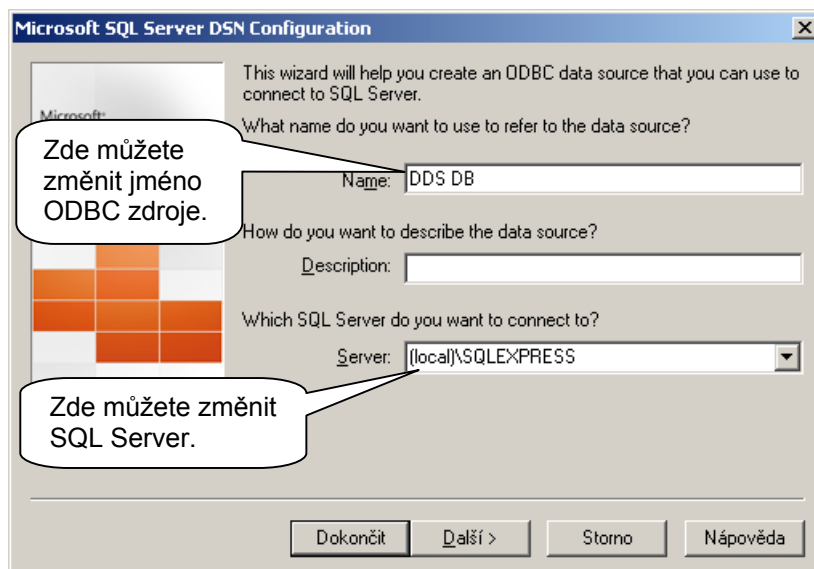 Microsoft SQL Server DSN Configuration
This wizard will help you create an ODBC data source that you can use to
connect to SQL Server.
Microsoft
What name do you want to use to refer to the data source?
Zde můžete
změnit jméno
ODBC zdroje.
Name: DDS DB
How do you want to describe the data source?
Description:
Which SQL Server do you want to connect to?
Server: (local)\SQLEXPRESS
Zde můžete změnit
SQL Server.
Dokončit Další > Storno Nápověda